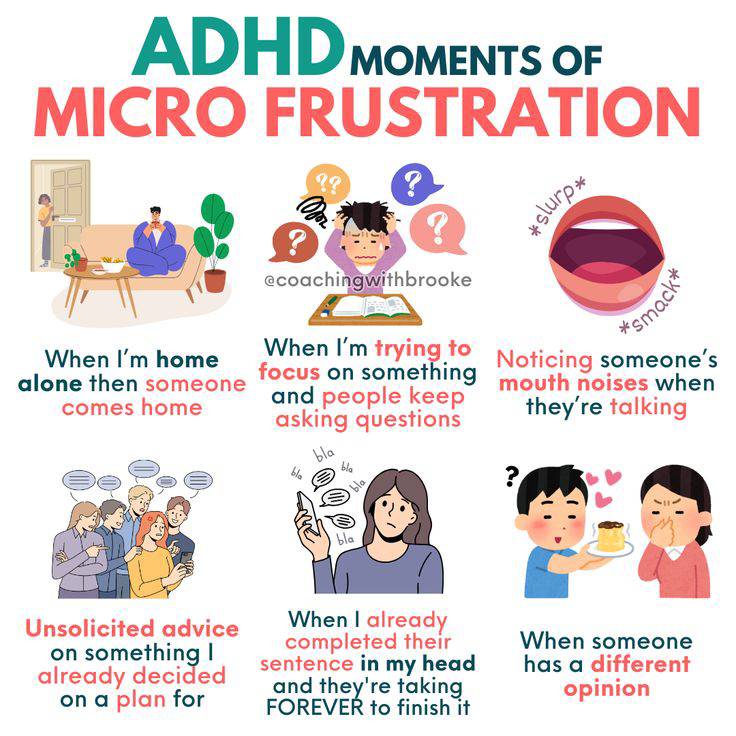 ADHD MOMENTS OF
MICRO FRUSTRATION
? ? ? ?
@coachingwithbrooke
*slurp*
*smack*
When I'm home
alone then someone
comes home
When I'm trying to
focus on something
and people keep
asking questions
Noticing someone's
mouth noises when
they're talking
bla
bla
bla
bla
?
Unsolicited advice
on something I
already decided
on a plan for
When I already
completed their
sentence in my head
and they're taking
FOREVER to finish it
When someone
has a different
opinion